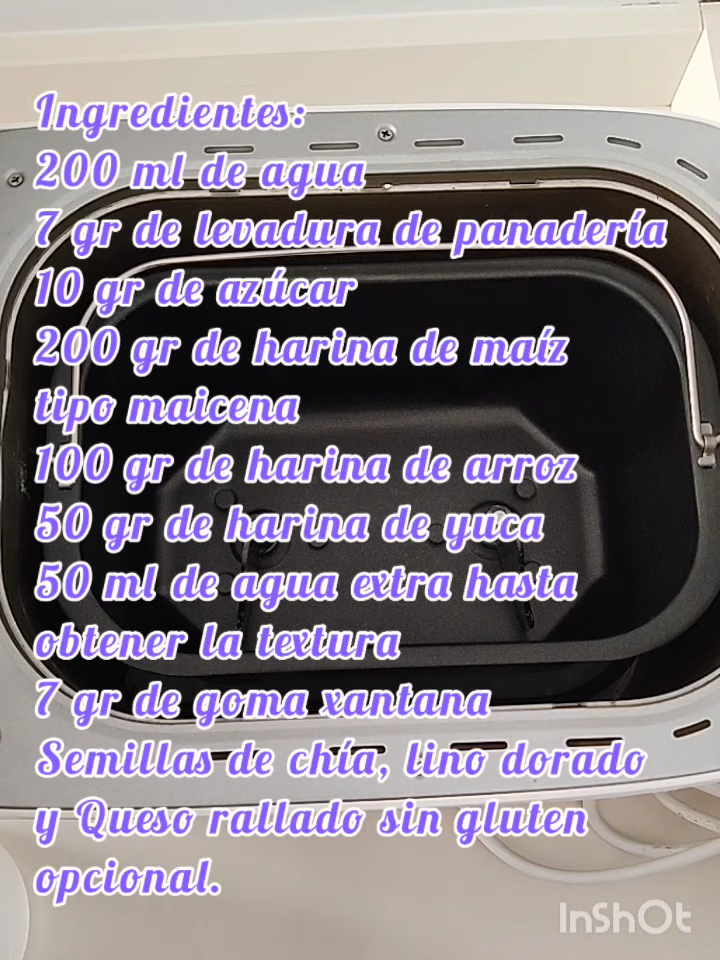 Ingredientes:
200 ml de agua
7 gr de levadura de panadería
10 gr de azúcar
200 gr de harina de maíz
tipo maicena
100 gr de harina de arroz
50 gr de harina de yuca
50 ml de agua extra hasta
obtener la textura
7 gr de goma xantana
Semillas de chía, lino dorado
y Queso rallado sin gluten
opcional.
InShOt